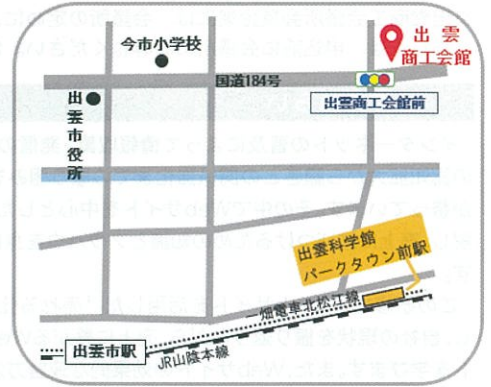 出雲
商工会館
今市小学校
国道184号
出雲商工会館前
出雲市役所
出雲科学館
パークタウン前駅
一畑電車北松江線
出雲市駅
JR山陰本線